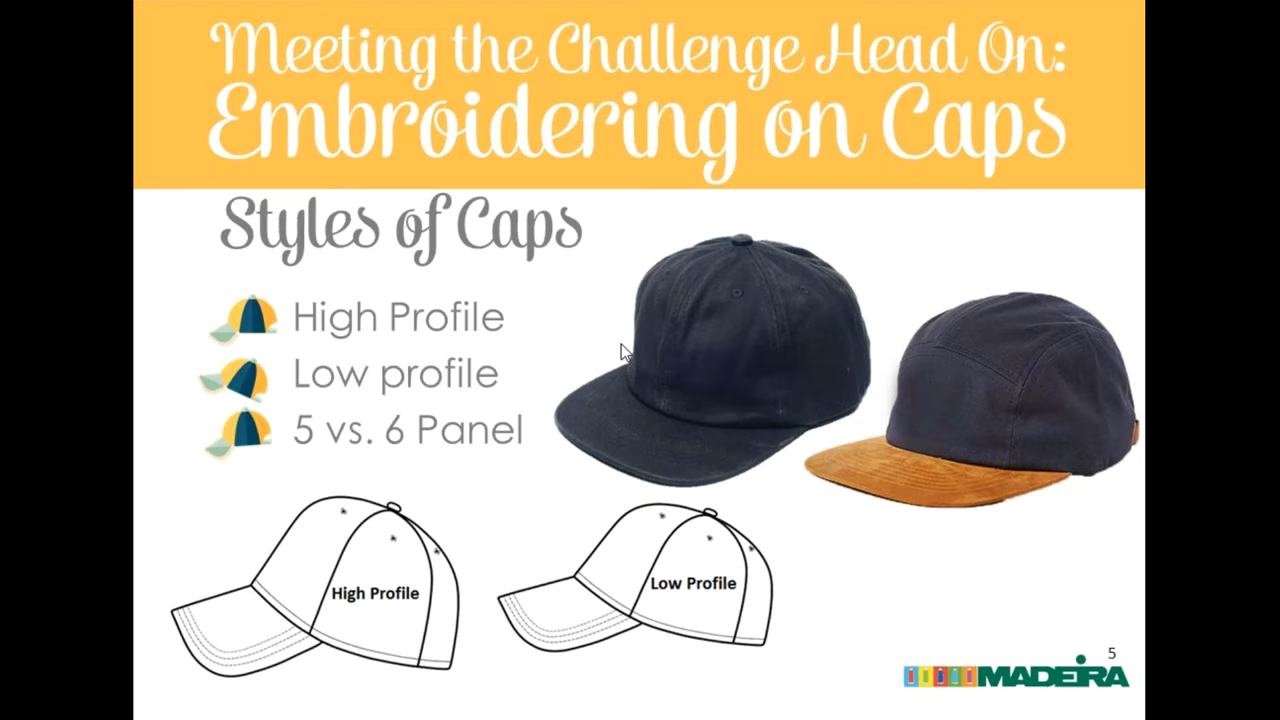 Meeting the Challenge Head On:
Embroidering on Caps
Styles of Caps
High Profile
Low profile
5 vs. 6 Panel
High Profile
Low Profile
5
MADEIRA